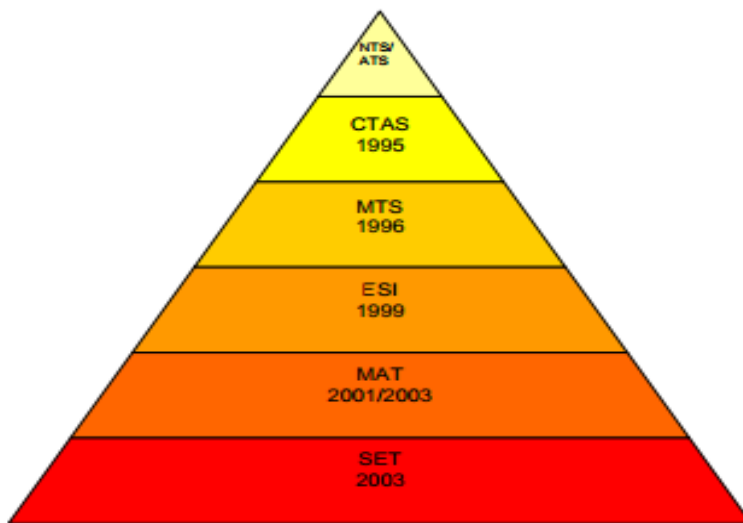 NTS/
ATS
CTAS
1995
MTS
1996
ESI
1999
MAT
2001/2003
SET
2003